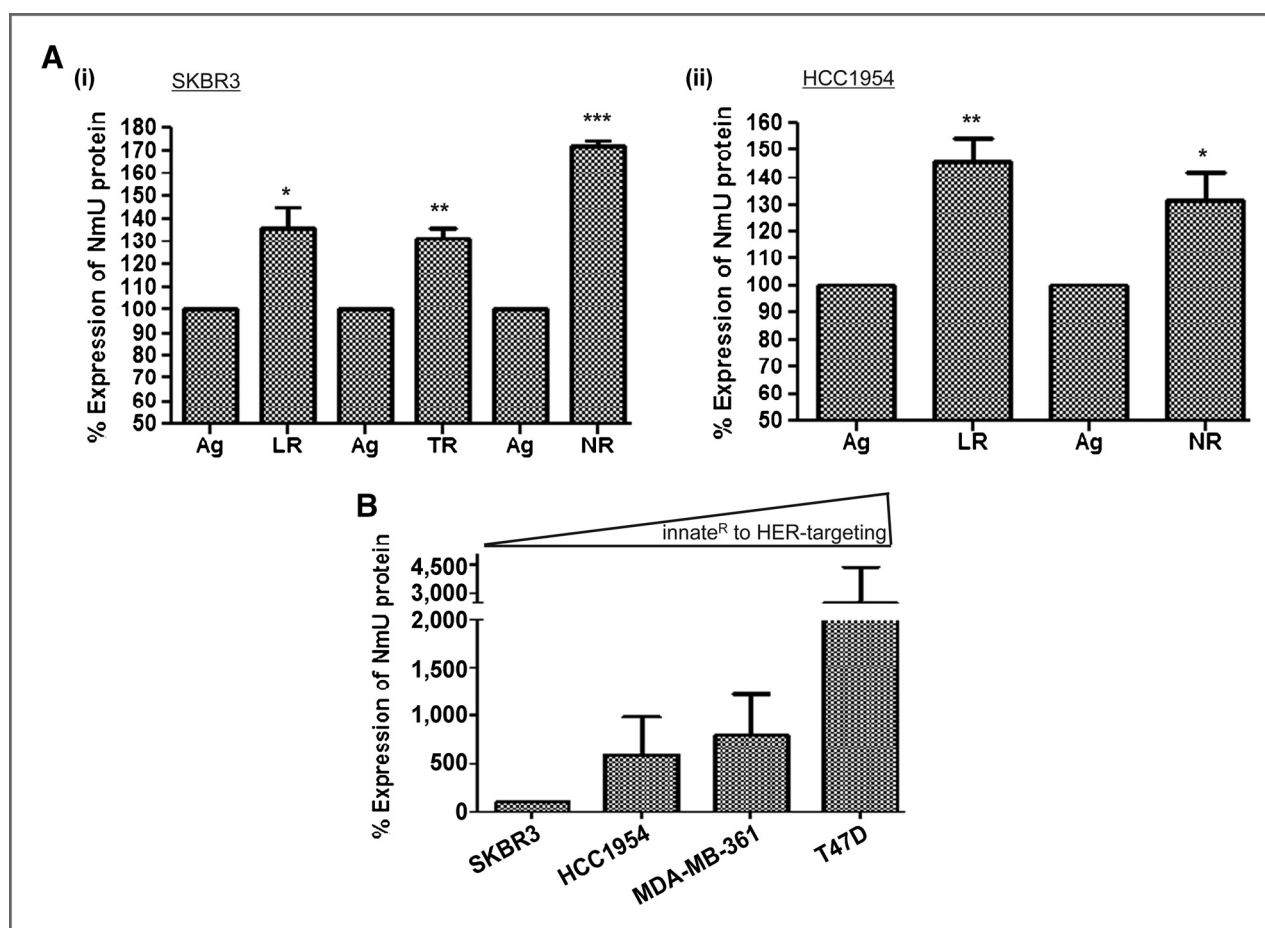 A
(i)
SKBR3
% Expression of NmU protein
180
170
160
150
140
130
120
110
100
90
80
70
60
50
*
**
***
Ag LR Ag TR Ag NR
(ii)
HCC1954
% Expression of NmU protein
160
150
140
130
120
110
100
90
80
70
60
50
**
*
Ag LR Ag NR
B
innateR to HER-targeting
% Expression of NmU protein
4,500
3,000
2,000
1,500
1,000
500
0
SKBR3
HCC1954
MDA-MB-361
T47D